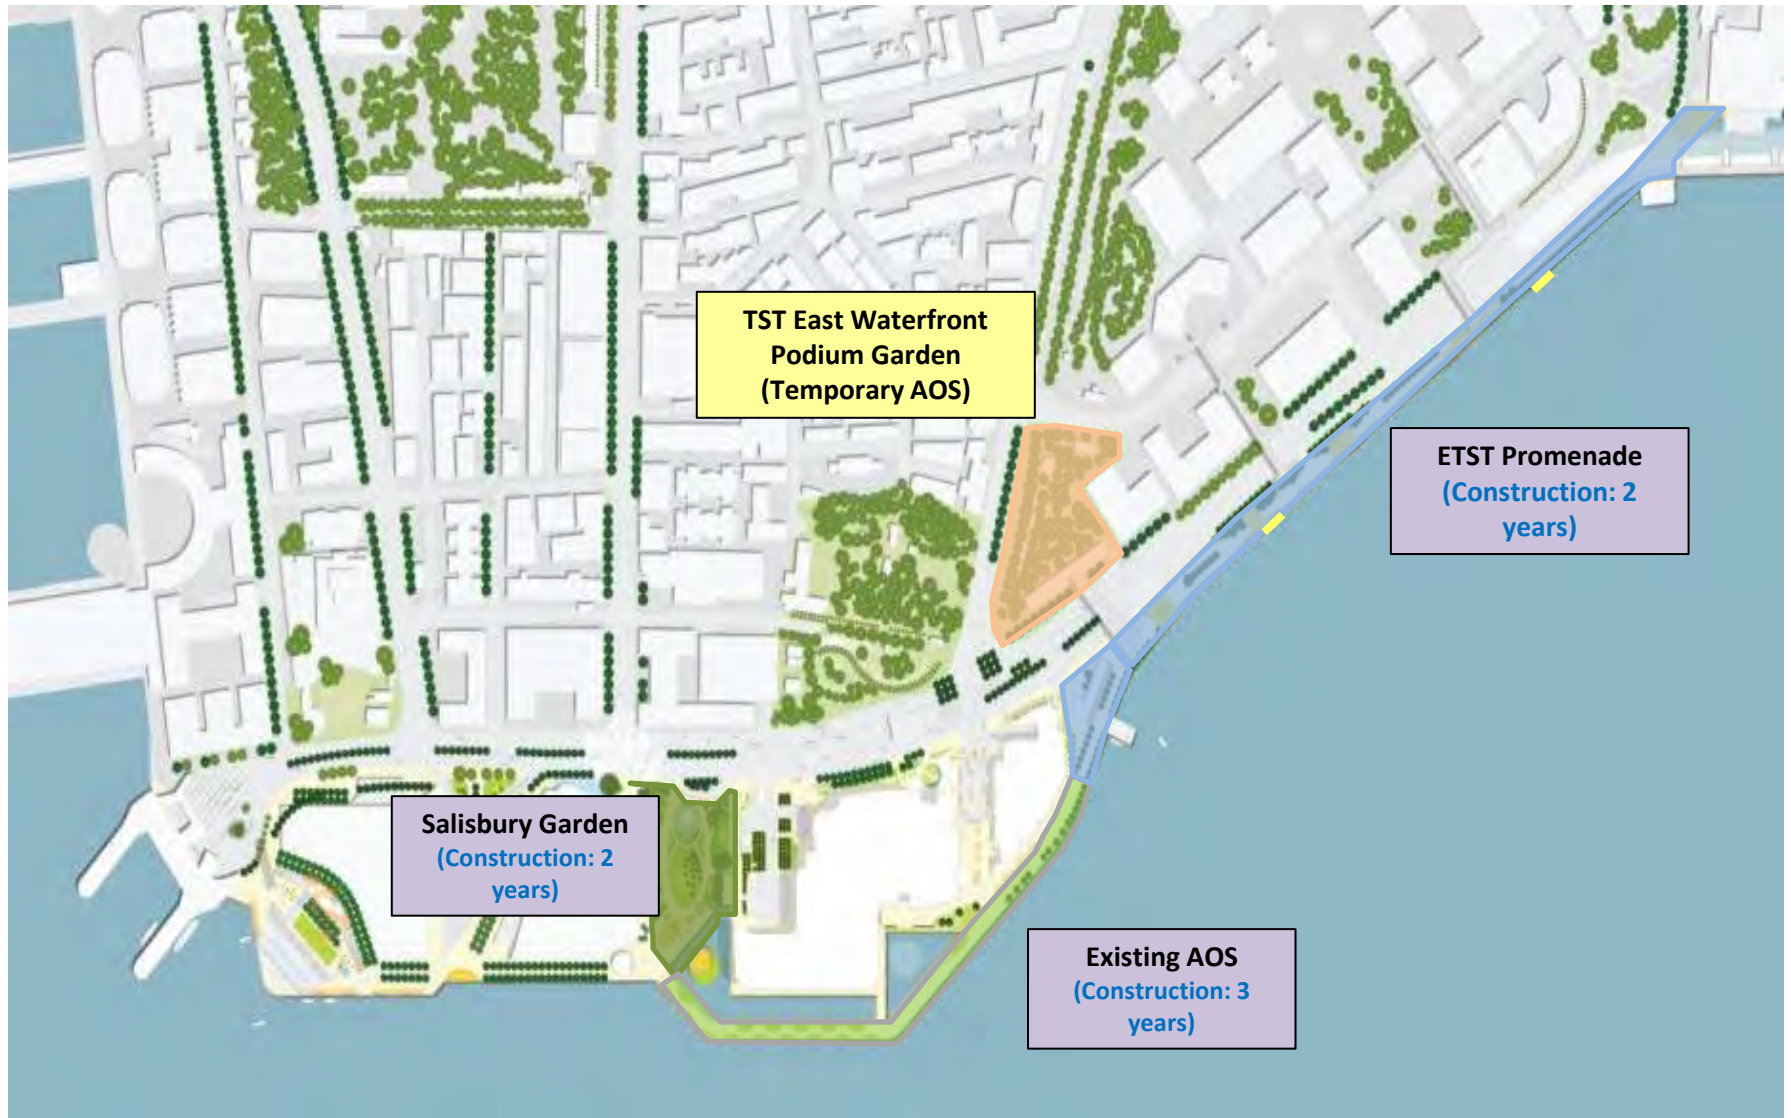 TST East Waterfront
Podium Garden
(Temporary AOS)
ETST Promenade
(Construction: 2
years)
Salisbury Garden
(Construction: 2
years)
Existing AOS
(Construction: 3
years)